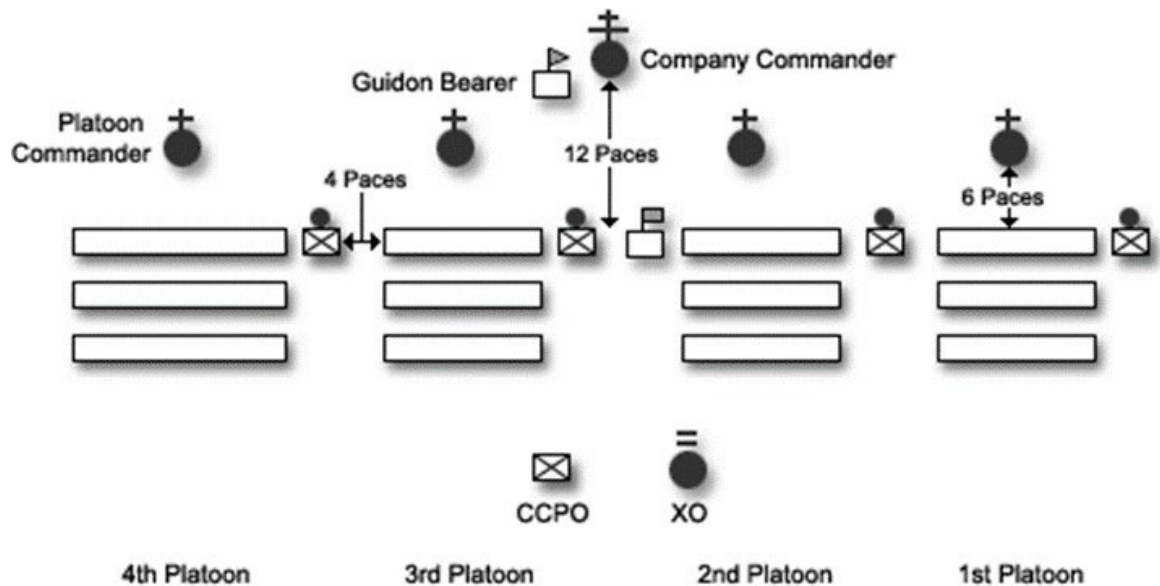 Company Commander
Guidon Bearer
Platoon
Commander
12 Paces
4 Paces
6 Paces
CCPO
XO
4th Platoon
3rd Platoon
2nd Platoon
1st Platoon